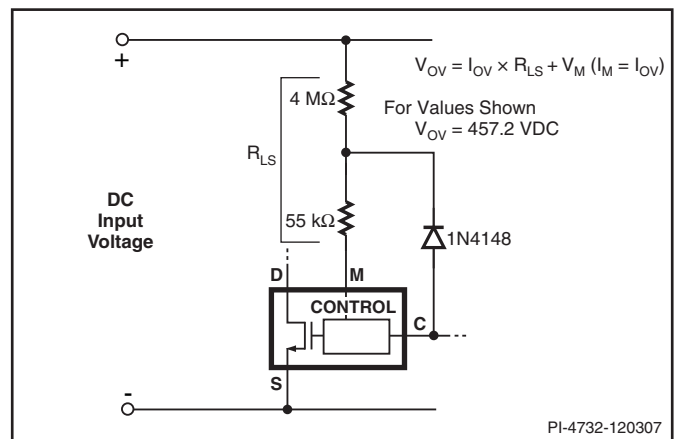 +
V_OV = I_OV × R_LS + V_M (I_M = I_OV)
4 MΩ
For Values Shown
V_OV = 457.2 VDC
R_LS
DC
Input
Voltage
55 kΩ
1N4148
D
M
CONTROL
C
S
-
PI-4732-120307